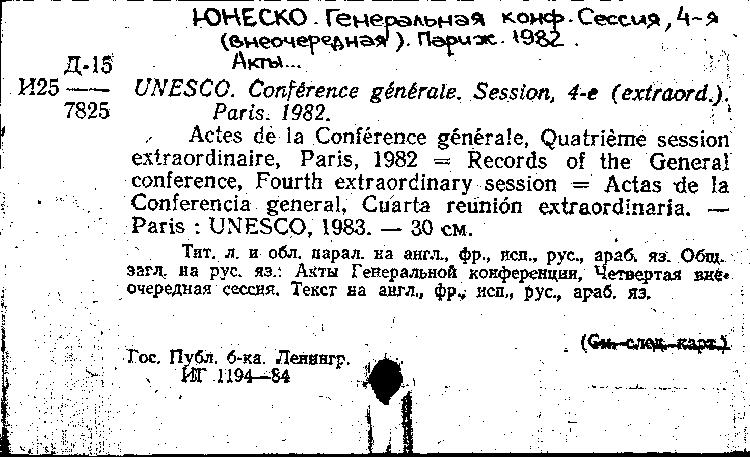 ЮНЕСКО. Генеральная конф. Сессия, 4-я
(внеочередная). Париж. 1982.
Акты...
Д-15
И25 —
7825
UNESCO. Conférence générale. Session, 4-e (extraord.).
Paris. 1982.
Actes de la Conférence générale, Quatrième session
extraordinaire, Paris, 1982 = Records of the General
conference, Fourth extraordinary session = Actas de la
Conferencia general, Cuarta reunión extraordinaria. —
Paris : UNESCO, 1983. — 30 см.
Тит. л. и обл. парал. на англ., фр., исп., рус., араб. яз. Общ.
загл. на рус. яз.: Акты Генеральной конференции, Четвертая вне-
очередная сессия. Текст на англ., фр., исп., рус., араб. яз.
(См. след. карт.)
Гос. Публ. б-ка. Ленингр.
ИГ 1194—84